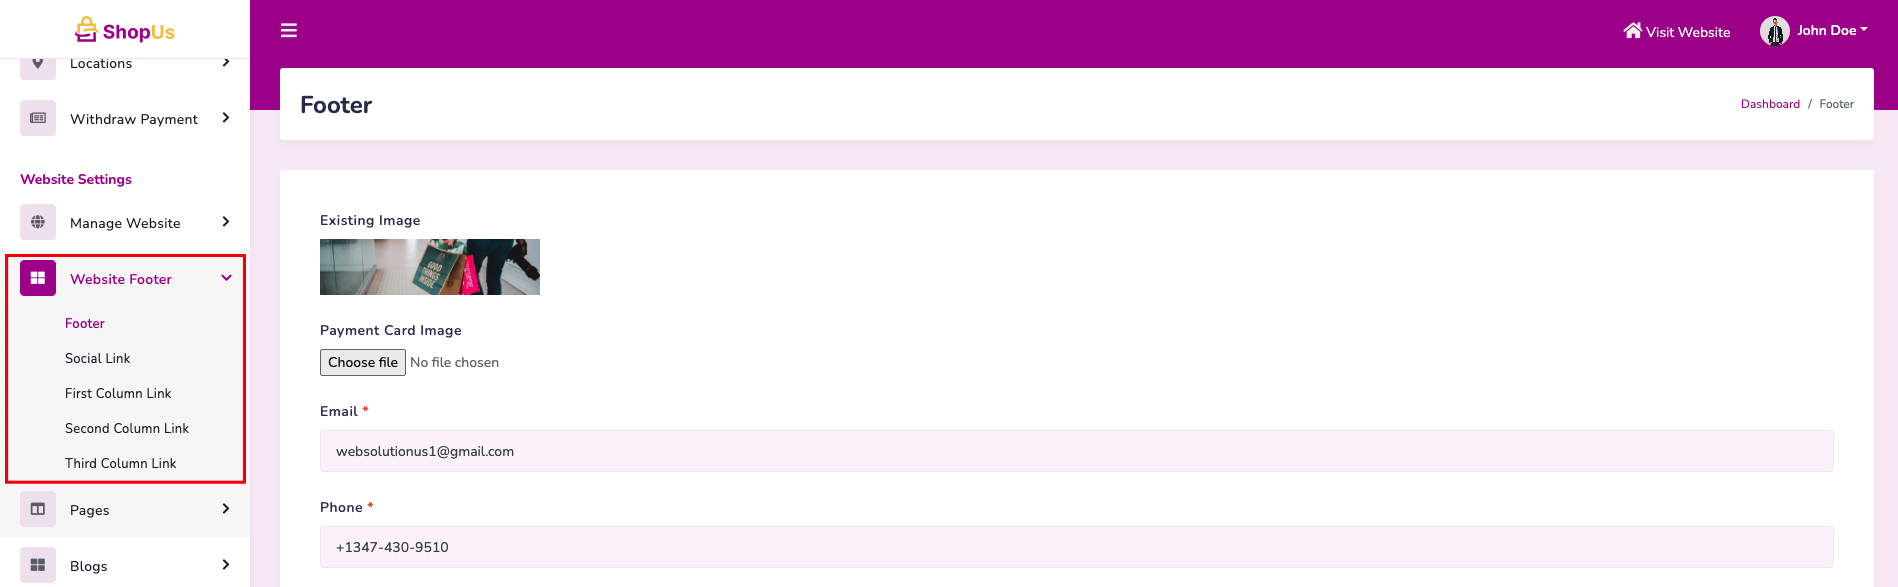 ShopUs
Visit Website
John Doe
Locations
Withdraw Payment
Website Settings
Manage Website
Website Footer
Footer
Social Link
First Column Link
Second Column Link
Third Column Link
Pages
Blogs
Footer
Dashboard / Footer
Existing Image
GOOD
THINGS
INSIDE
Payment Card Image
Choose file No file chosen
Email *
websolutionus1@gmail.com
Phone *
+1347-430-9510